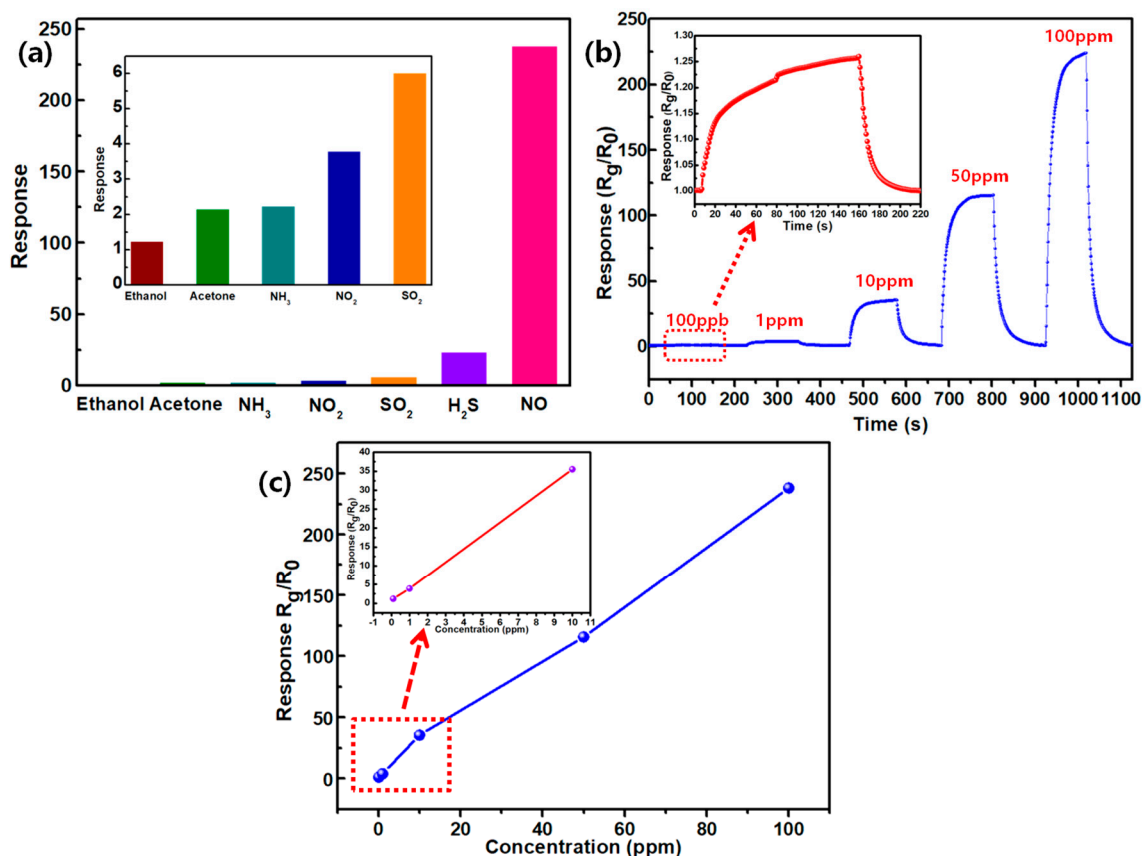 (a)
250
200
150
100
50
0
Response
6
5
4
3
2
1
0
Response
Ethanol Acetone NH3 NO2 SO2
Ethanol Acetone NH3 NO2 SO2 H2S NO
(b)
250
200
150
100
50
0
Response (Rg/R0)
1.30
1.25
1.20
1.15
1.10
1.05
1.00
Response (Rg/R0)
0 20 40 60 80 100 120 140 160 180 200 220
Time (s)
100ppb
1ppm
10ppm
50ppm
100ppm
0 100 200 300 400 500 600 700 800 900 1000 1100
Time (s)
(c)
250
200
150
100
50
0
Response Rg/R0
40
35
30
25
20
15
10
5
0
Response (Rg/R0)
-1 0 1 2 3 4 5 6 7 8 9 10 11
Concentration (ppm)
0 20 40 60 80 100
Concentration (ppm)